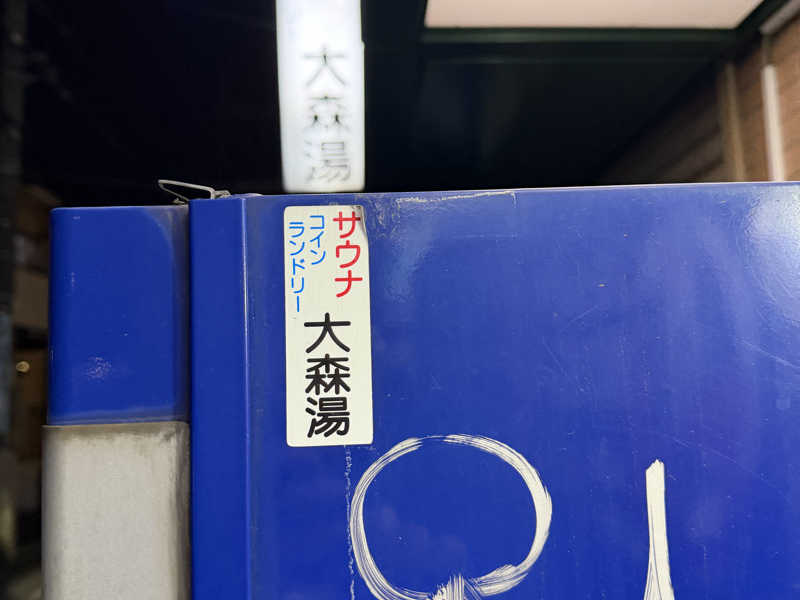 大森湯
サウナ
コイン
ランドリー
大森湯